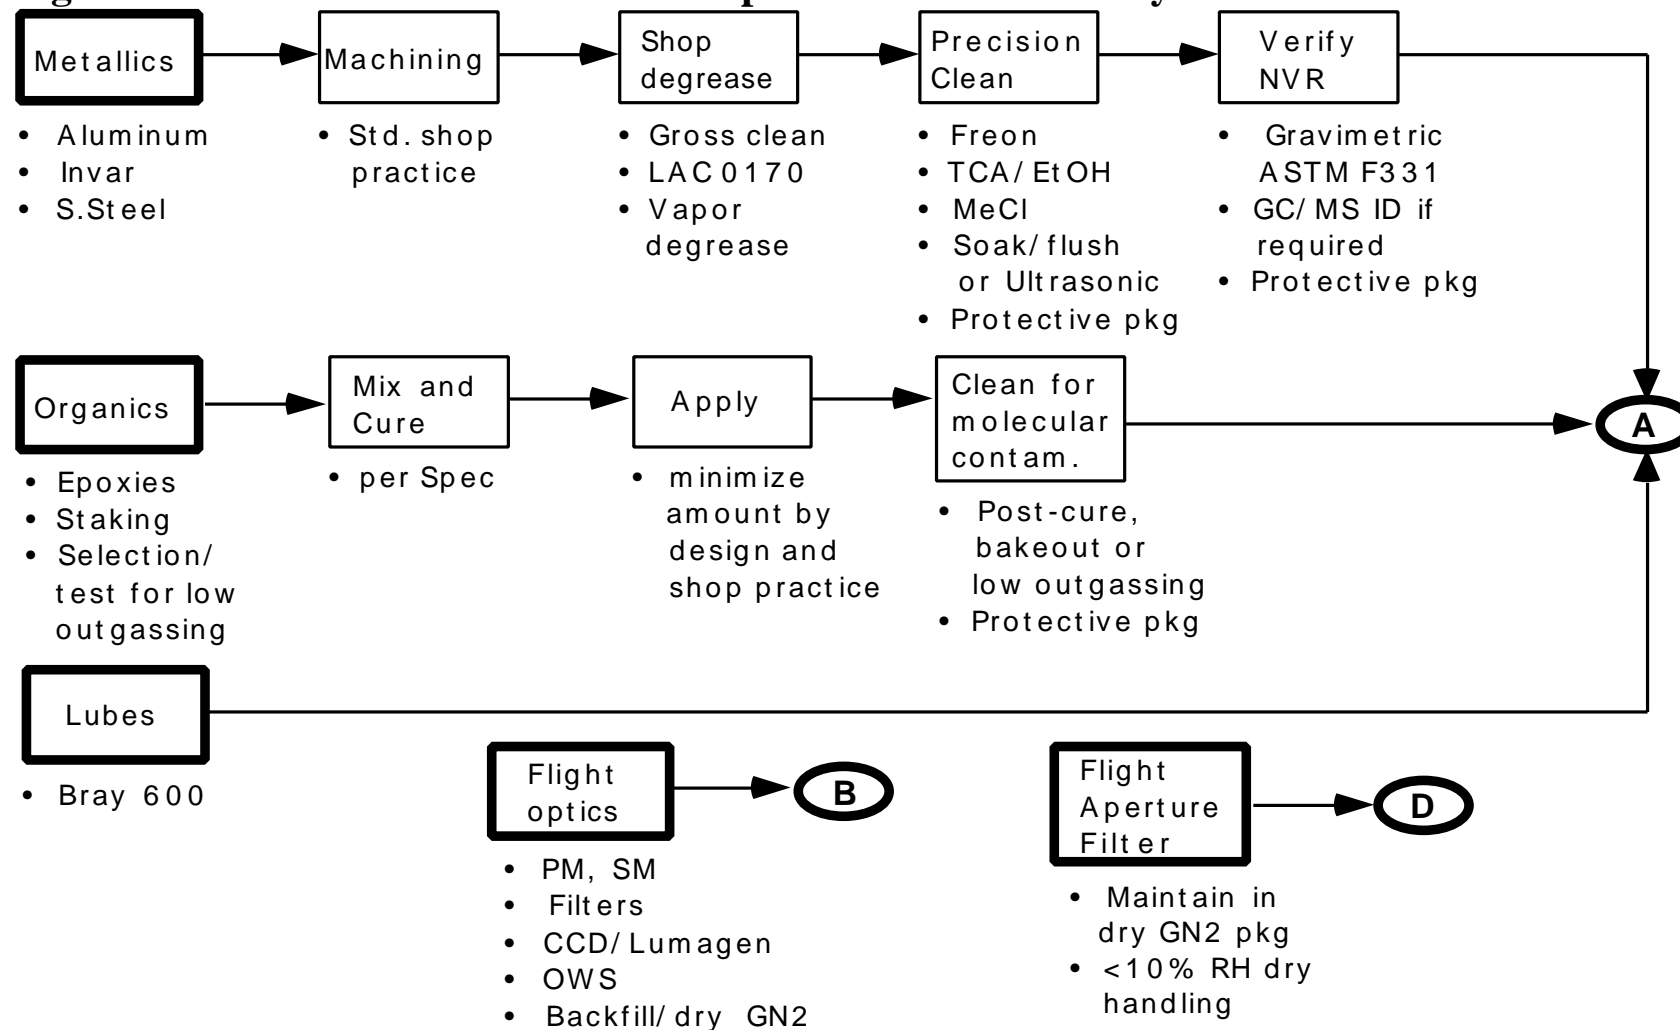 Metallics
Machining
Shop
degrease
Precision
Clean
Verify
NVR
• Aluminum
• Invar
• S.Steel
• Std. shop
practice
• Gross clean
• LAC 0170
• Vapor
degrease
• Freon
• TCA/EtOH
• MeCl
• Soak/flush
or Ultrasonic
• Protective pkg
• Gravimetric
ASTM F331
• GC/MS ID if
required
• Protective pkg
Organics
Mix and
Cure
Apply
Clean for
molecular
contam.
A
• Epoxies
• Staking
• Selection/
test for low
outgassing
• per Spec
• minimize
amount by
design and
shop practice
• Post-cure,
bakeout or
low outgassing
• Protective pkg
Lubes
• Bray 600
Flight
optics
B
• PM, SM
• Filters
• CCD/Lumagen
• OWS
• Backfill/dry GN2
Flight
Aperture
Filter
D
• Maintain in
dry GN2 pkg
• <10% RH dry
handling